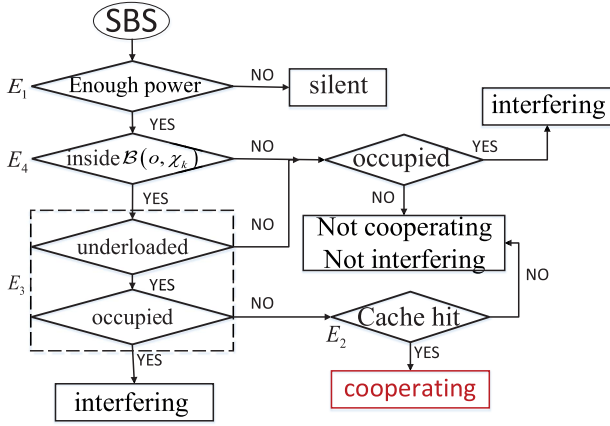 SBS
E₁
Enough power
NO
silent
YES
interfering
E₄
inside 𝓑(o, χₖ)
NO
occupied
YES
YES
NO
Not cooperating
Not interfering
underloaded
NO
E₃
YES
NO
occupied
NO
Cache hit
E₂
YES
YES
interfering
cooperating